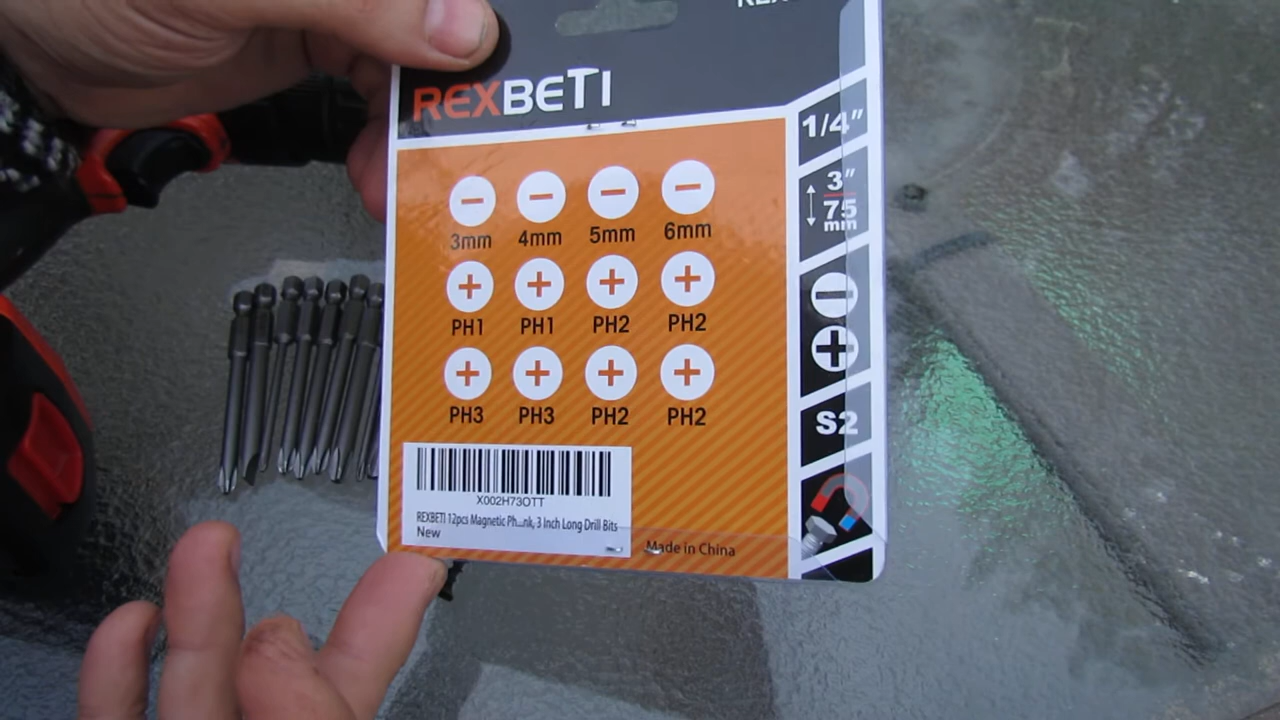 REXBETI
1/4"
3"
75
mm
3mm 4mm 5mm 6mm
PH1 PH1 PH2 PH2
PH3 PH3 PH2 PH2
S2
X002H73OTT
REXBETI 12pcs Magnetic Ph...nk, 3 Inch Long Drill Bits
New
Made in China